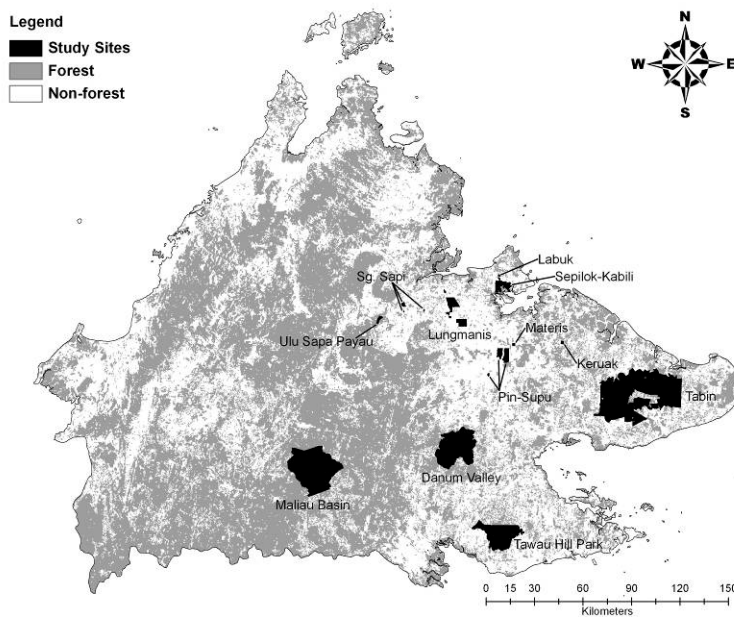 Legend
Study Sites
Forest
Non-forest
N
W E
S
Labuk
Sepilok-Kabili
Sg. Sapi
Lungmanis
Materis
Ulu Sapa Payau
Keruak
Pin-Supu
Tabin
Danum Valley
Maliau Basin
Tawau Hill Park
0 15 30 60 90 120 150
Kilometers